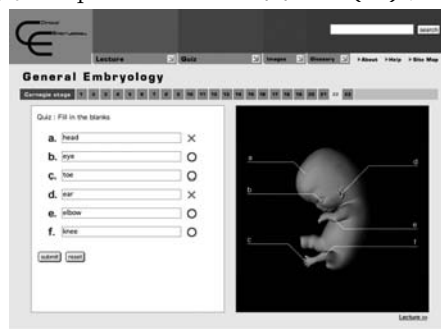 search
Lecture Quiz Images Glossary About Help Site Map
General Embryology
Carnegie stage 1 2 3 4 5 6 7 8 9 10 11 12 13 14 15 16 17 18 19 20 21 22 23
Quiz : Fill in the blanks
a. head
b. eye
c. toe
d. ear
e. elbow
f. knee
submit reset
a
b
c
d
e
f
Lecture >>